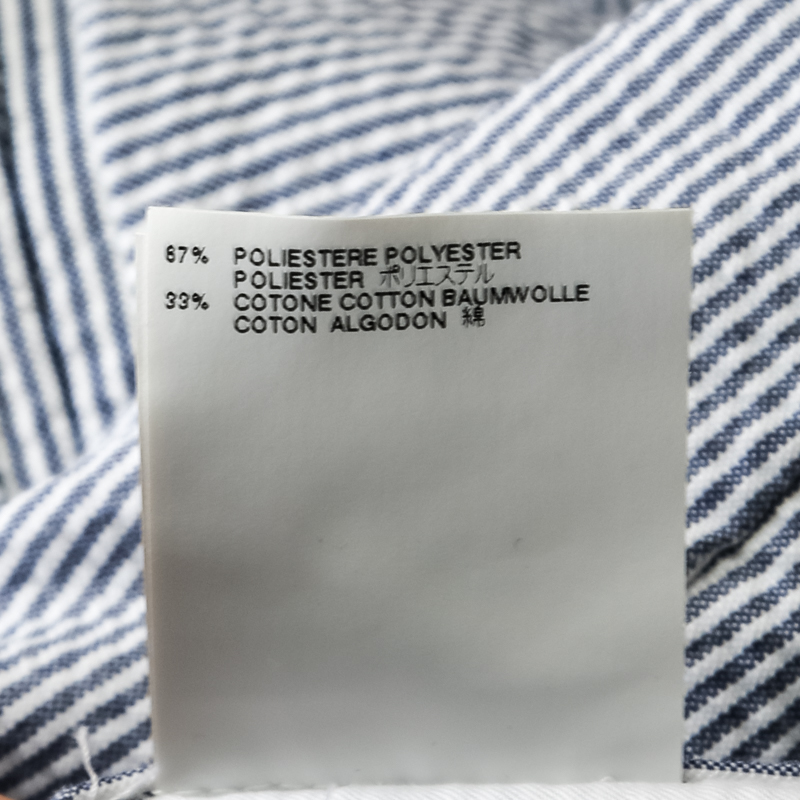 67% POLIESTERE POLYESTER
POLIESTER ポリエステル
33% COTONE COTTON BAUMWOLLE
COTON ALGODON 綿